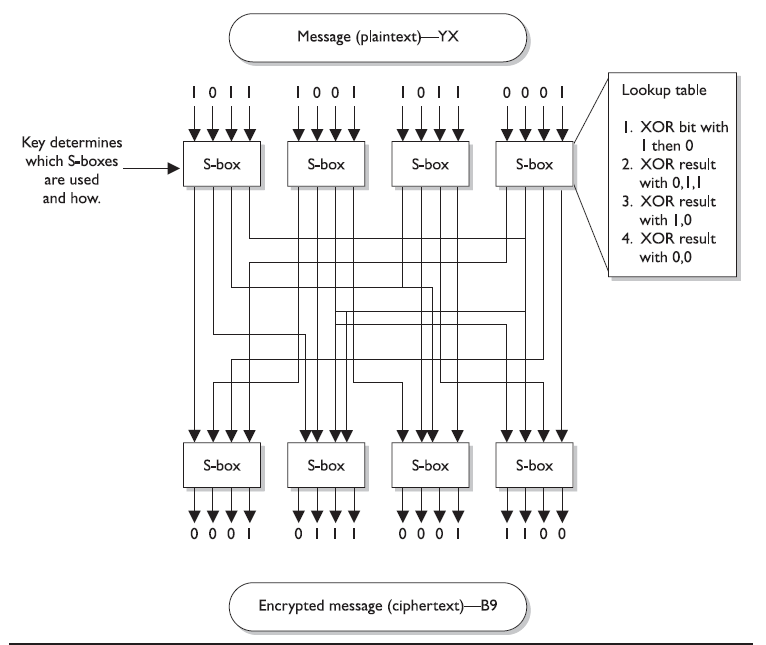 Message (plaintext)—YX
1 0 1 1 1 0 0 1 1 0 1 1 0 0 0 1
Lookup table
1. XOR bit with
1 then 0
2. XOR result
with 0,1,1
3. XOR result
with 1,0
4. XOR result
with 0,0
Key determines
which S-boxes
are used
and how.
S-box S-box S-box S-box
S-box S-box S-box S-box
0 0 0 1 0 1 1 1 0 0 0 1 1 1 0 0
Encrypted message (ciphertext)—B9